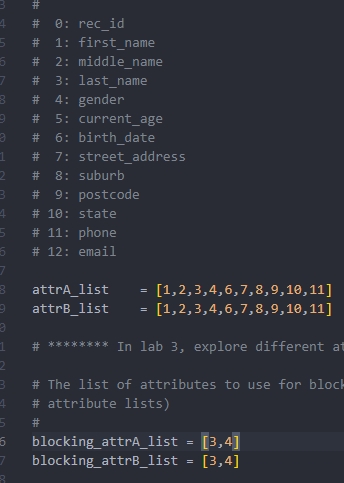 3 #
4 #  0: rec_id
5 #  1: first_name
6 #  2: middle_name
7 #  3: last_name
8 #  4: gender
9 #  5: current_age
0 #  6: birth_date
1 #  7: street_address
2 #  8: suburb
3 #  9: postcode
4 # 10: state
5 # 11: phone
6 # 12: email
7
8 attrA_list    = [1,2,3,4,6,7,8,9,10,11]
9 attrB_list    = [1,2,3,4,6,7,8,9,10,11]
0
1 # ******** In lab 3, explore different at
2
3 # The list of attributes to use for block
4 # attribute lists)
5 #
6 blocking_attrA_list = [3,4]
7 blocking_attrB_list = [3,4]